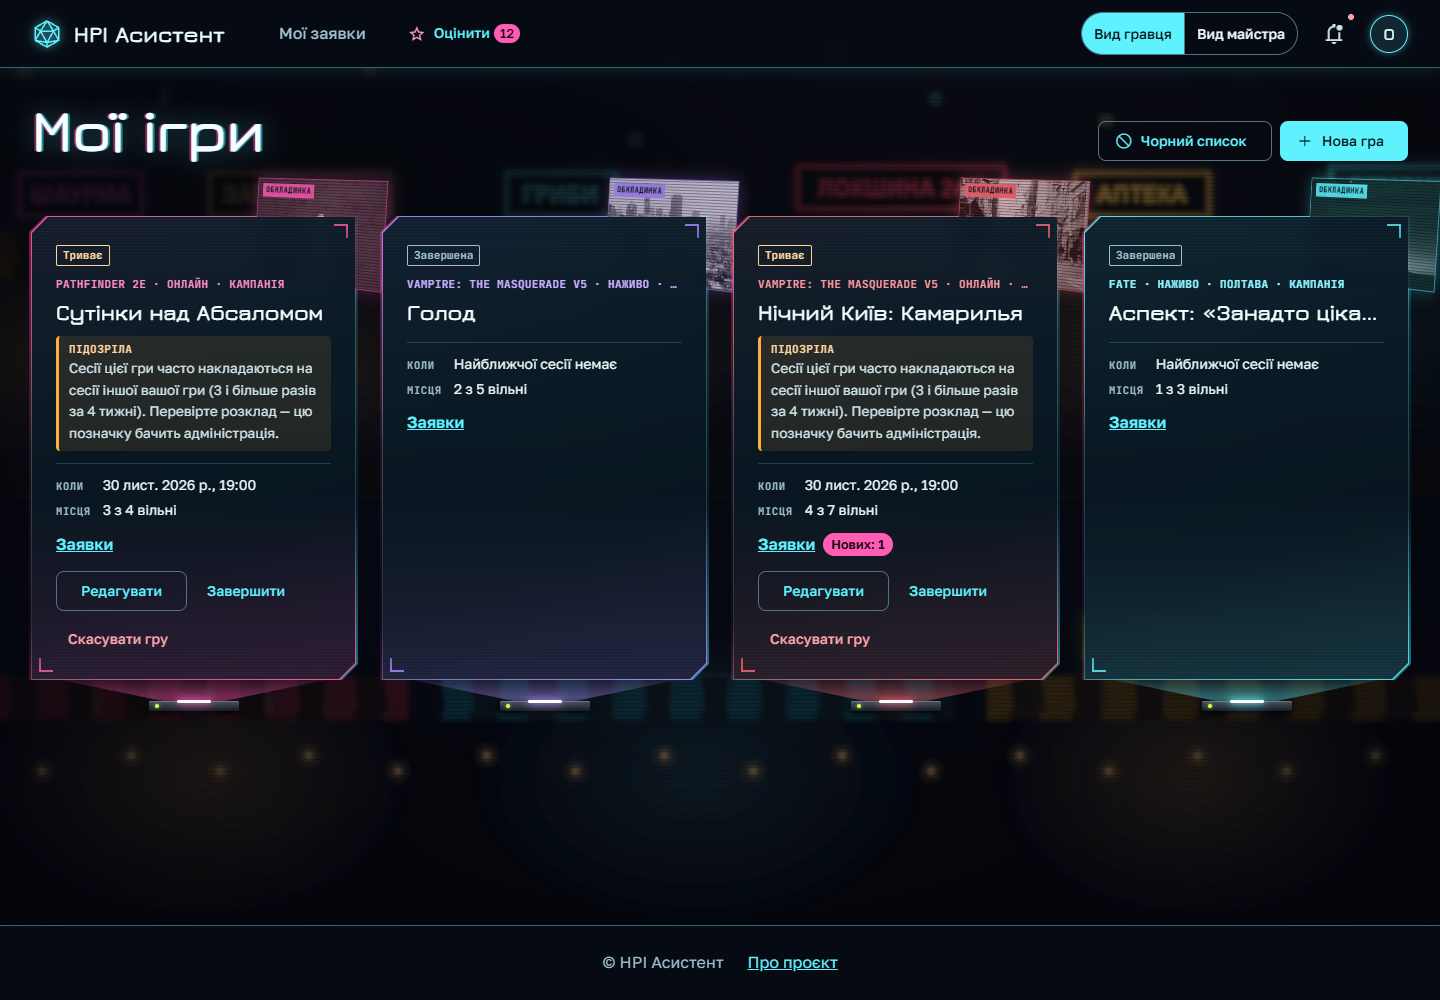 НРІ Асистент
Мої заявки
Оцінити 12
Вид гравця
Вид майстра
O
Мої ігри
Чорний список
+ Нова гра
ШАУРМА
ГРИБИ
ЛОКШИНА 24
АПТЕКА
ОБКЛАДИНКА
Триває
PATHFINDER 2E · ОНЛАЙН · КАМПАНІЯ
Сутінки над Абсаломом
ПІДОЗРІЛА
Сесії цієї гри часто накладаються на
сесії іншої вашої гри (3 і більше разів
за 4 тижні). Перевірте розклад — цю
позначку бачить адміністрація.
КОЛИ 30 лист. 2026 р., 19:00
МІСЦЯ 3 з 4 вільні
Заявки
Редагувати
Завершити
Скасувати гру
ОБКЛАДИНКА
Завершена
VAMPIRE: THE MASQUERADE V5 · НАЖИВО · …
Голод
КОЛИ Найближчої сесії немає
МІСЦЯ 2 з 5 вільні
Заявки
ОБКЛАДИНКА
Триває
VAMPIRE: THE MASQUERADE V5 · ОНЛАЙН · …
Нічний Київ: Камарилья
ПІДОЗРІЛА
Сесії цієї гри часто накладаються на
сесії іншої вашої гри (3 і більше разів
за 4 тижні). Перевірте розклад — цю
позначку бачить адміністрація.
КОЛИ 30 лист. 2026 р., 19:00
МІСЦЯ 4 з 7 вільні
Заявки Нових: 1
Редагувати
Завершити
Скасувати гру
ОБКЛАДИНКА
Завершена
FATE · НАЖИВО · ПОЛТАВА · КАМПАНІЯ
Аспект: «Занадто ціка...
КОЛИ Найближчої сесії немає
МІСЦЯ 1 з 3 вільні
Заявки
© НРІ Асистент
Про проєкт